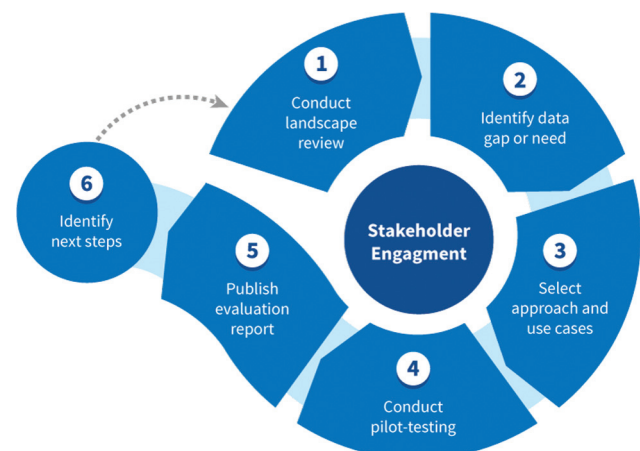 1
Conduct
landscape
review
2
Identify data
gap or need
3
Select
approach and
use cases
4
Conduct
pilot-testing
5
Publish
evaluation
report
6
Identify
next steps
Stakeholder
Engagment